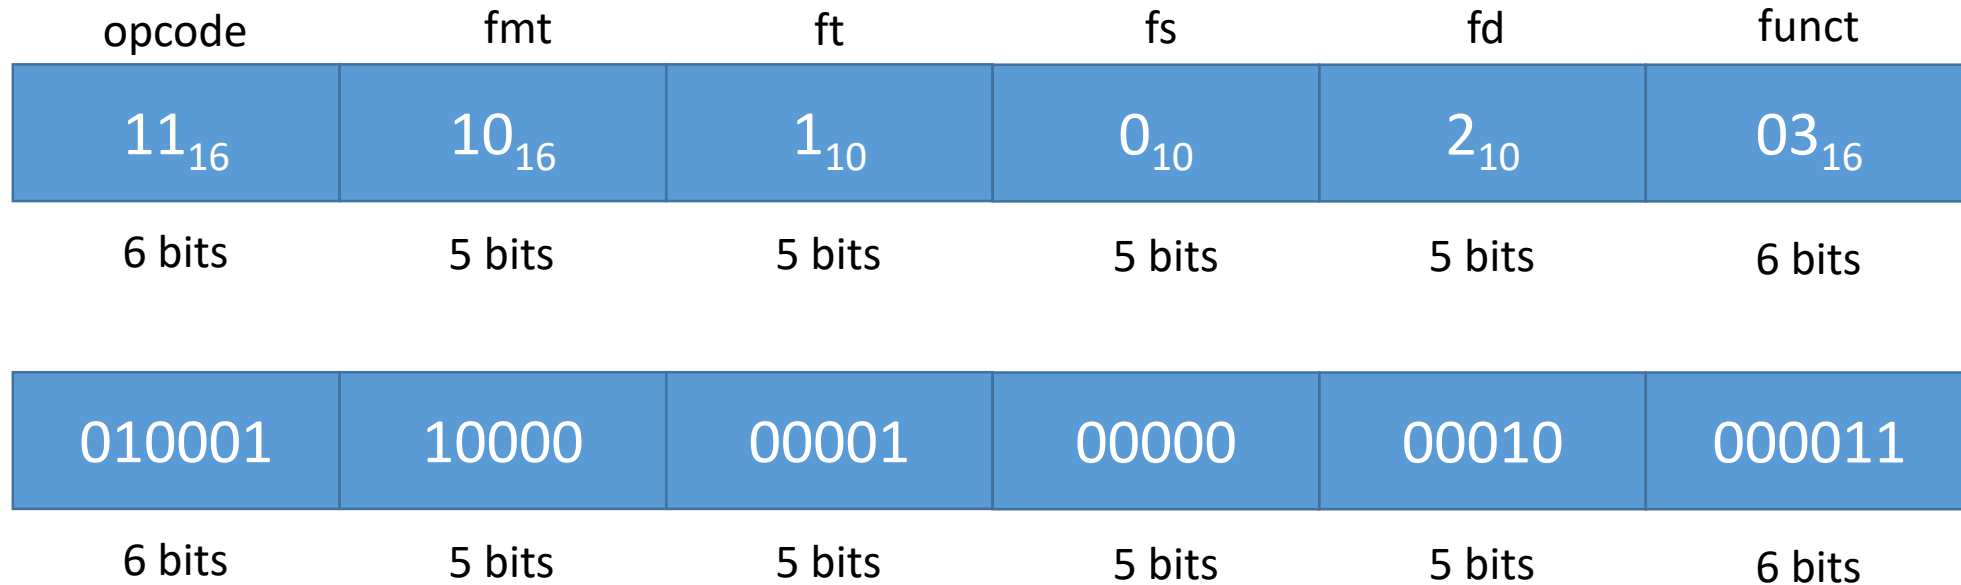 opcode fmt ft fs fd funct
11₁₆ 10₁₆ 1₁₀ 0₁₀ 2₁₀ 03₁₆
6 bits 5 bits 5 bits 5 bits 5 bits 6 bits
010001 10000 00001 00000 00010 000011
6 bits 5 bits 5 bits 5 bits 5 bits 6 bits